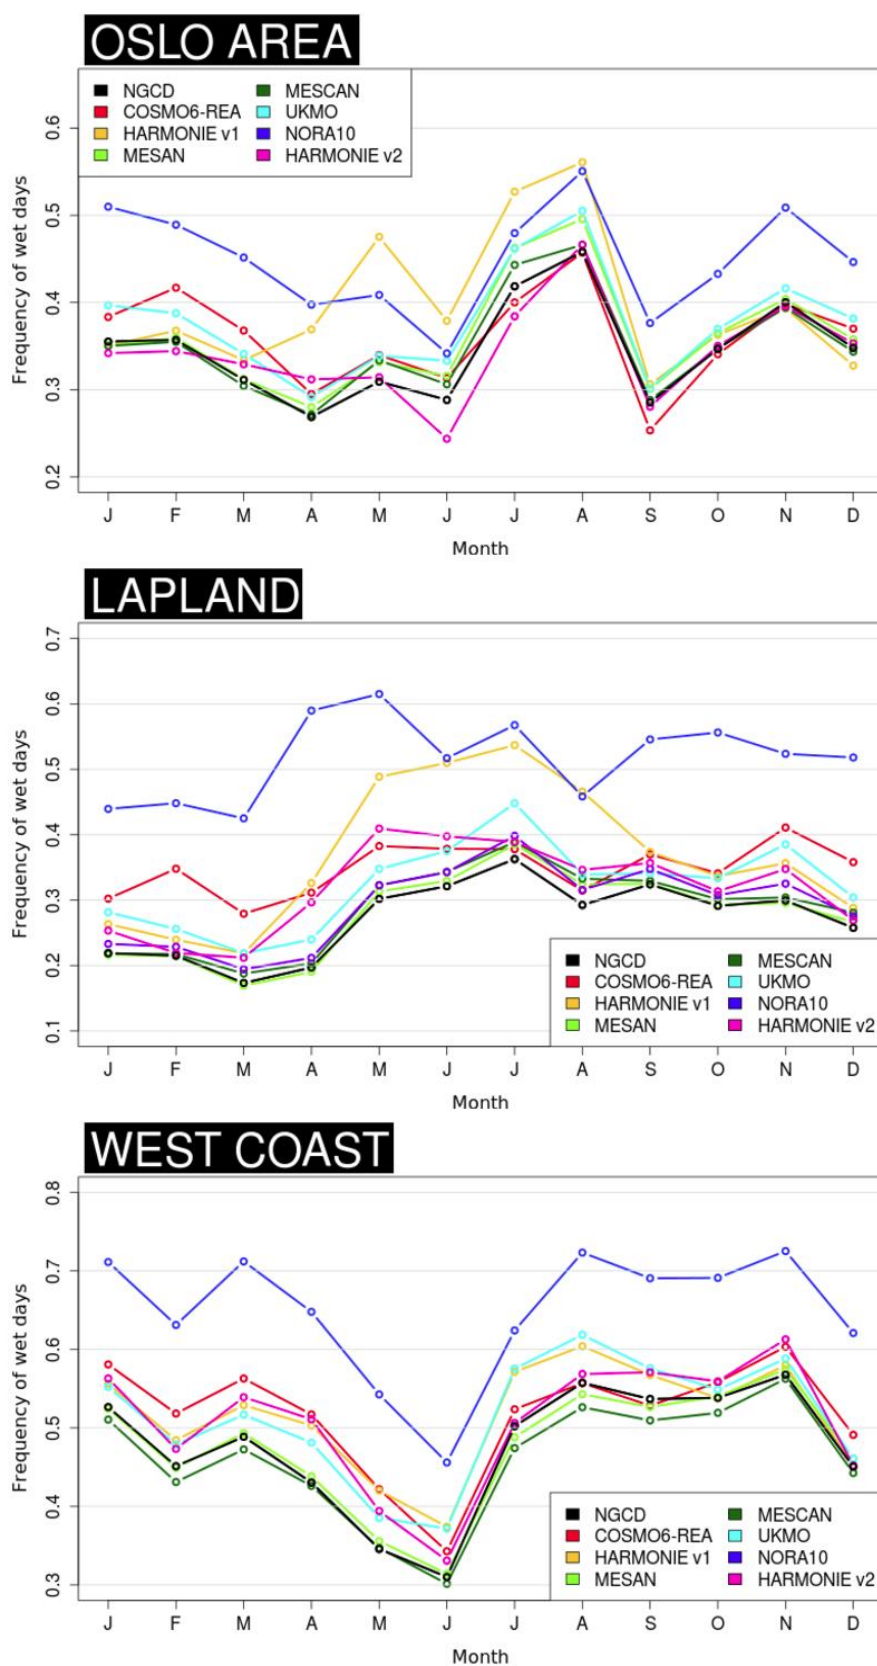 OSLO AREA
NGCD MESCAN
COSMO6-REA UKMO
HARMONIE v1 NORA10
MESAN HARMONIE v2
Frequency of wet days
0.6
0.5
0.4
0.3
0.2
J F M A M J J A S O N D
Month
LAPLAND
Frequency of wet days
0.7
0.6
0.5
0.4
0.3
0.2
0.1
NGCD MESCAN
COSMO6-REA UKMO
HARMONIE v1 NORA10
MESAN HARMONIE v2
J F M A M J J A S O N D
Month
WEST COAST
Frequency of wet days
0.8
0.7
0.6
0.5
0.4
0.3
NGCD MESCAN
COSMO6-REA UKMO
HARMONIE v1 NORA10
MESAN HARMONIE v2
J F M A M J J A S O N D
Month